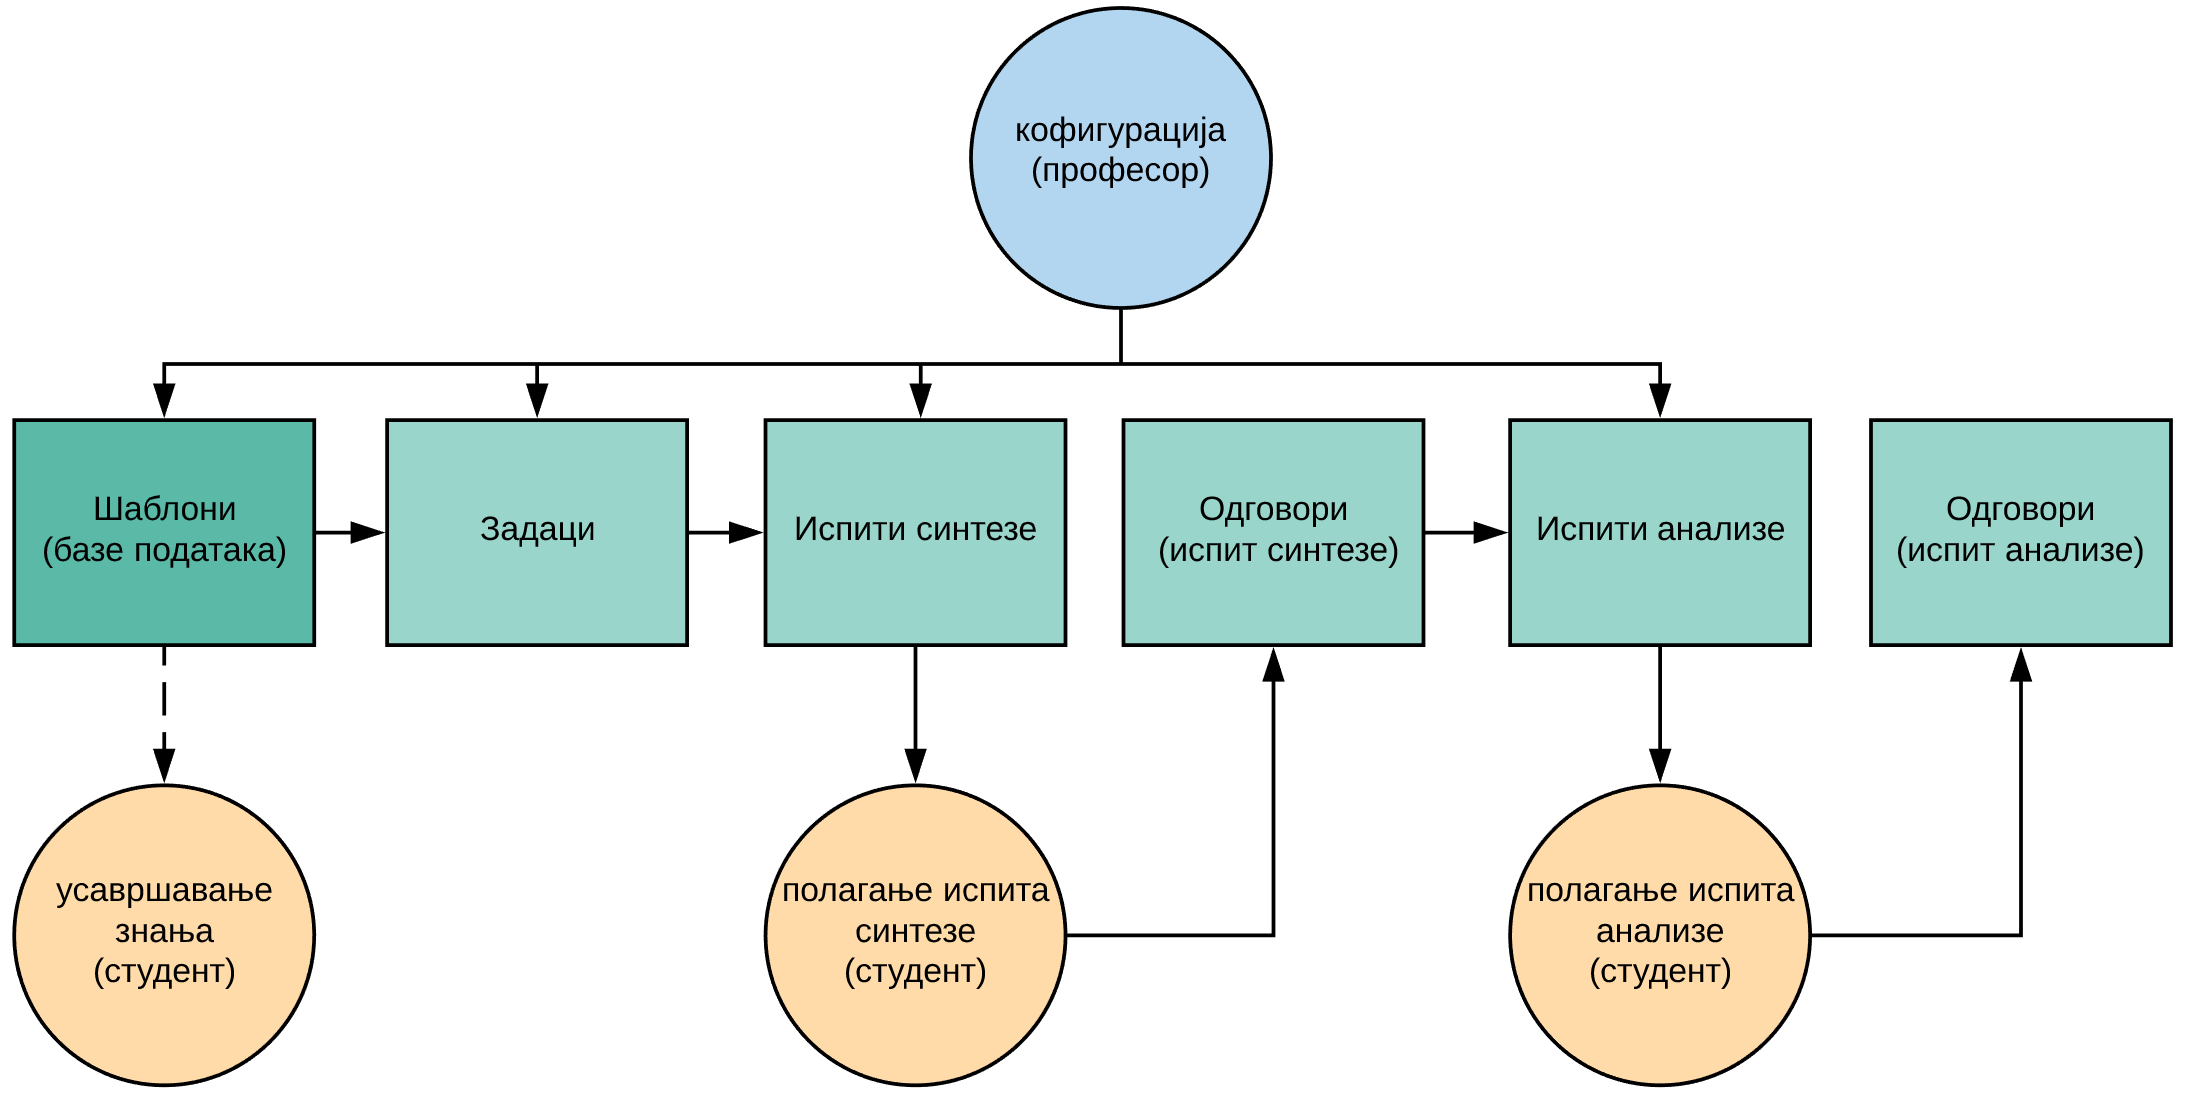 кофигурација
(професор)
Шаблони
(базе података)
Задаци
Испити синтезе
Одговори
(испит синтезе)
Испити анализе
Одговори
(испит анализе)
усавршавање
знања
(студент)
полагање испита
синтезе
(студент)
полагање испита
анализе
(студент)